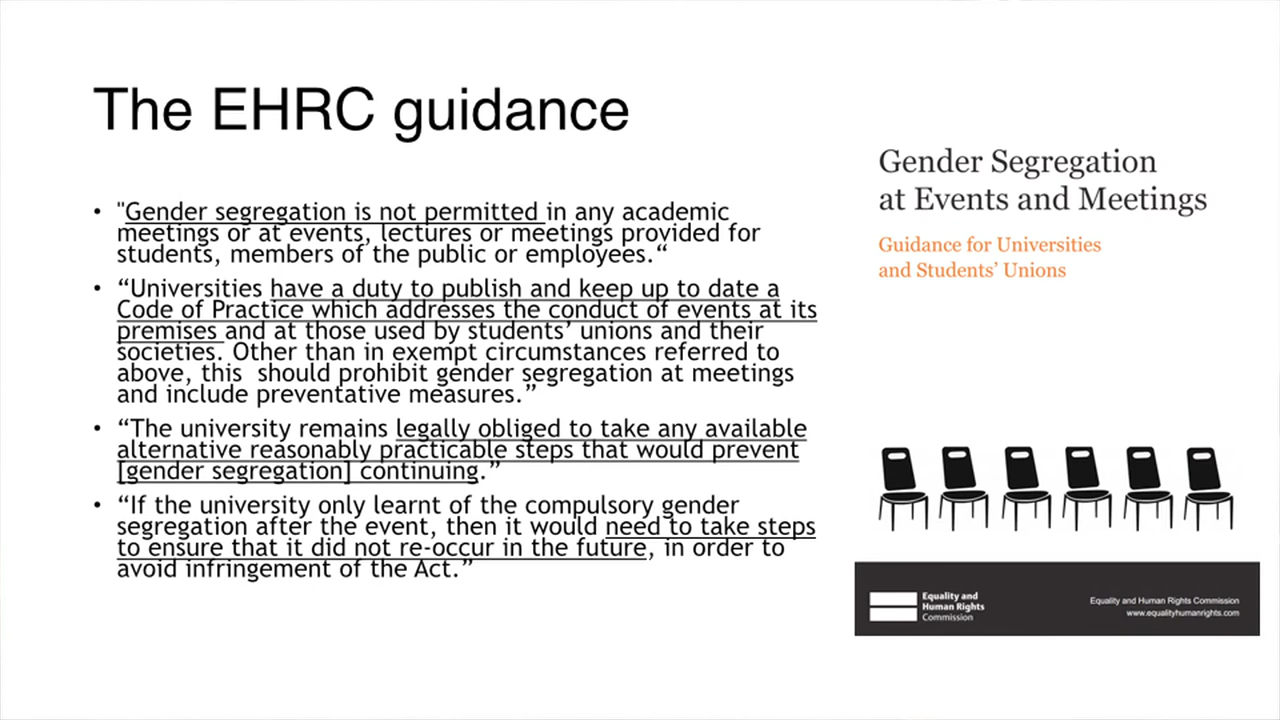 The EHRC guidance
• "Gender segregation is not permitted in any academic
meetings or at events, lectures or meetings provided for
students, members of the public or employees.“
• “Universities have a duty to publish and keep up to date a
Code of Practice which addresses the conduct of events at its
premises and at those used by students’ unions and their
societies. Other than in exempt circumstances referred to
above, this  should prohibit gender segregation at meetings
and include preventative measures.”
• “The university remains legally obliged to take any available
alternative reasonably practicable steps that would prevent
[gender segregation] continuing.”
• “If the university only learnt of the compulsory gender
segregation after the event, then it would need to take steps
to ensure that it did not re-occur in the future, in order to
avoid infringement of the Act.”
Gender Segregation
at Events and Meetings
Guidance for Universities
and Students’ Unions
Equality and
Human Rights
Commission
Equality and Human Rights Commission
www.equalityhumanrights.com